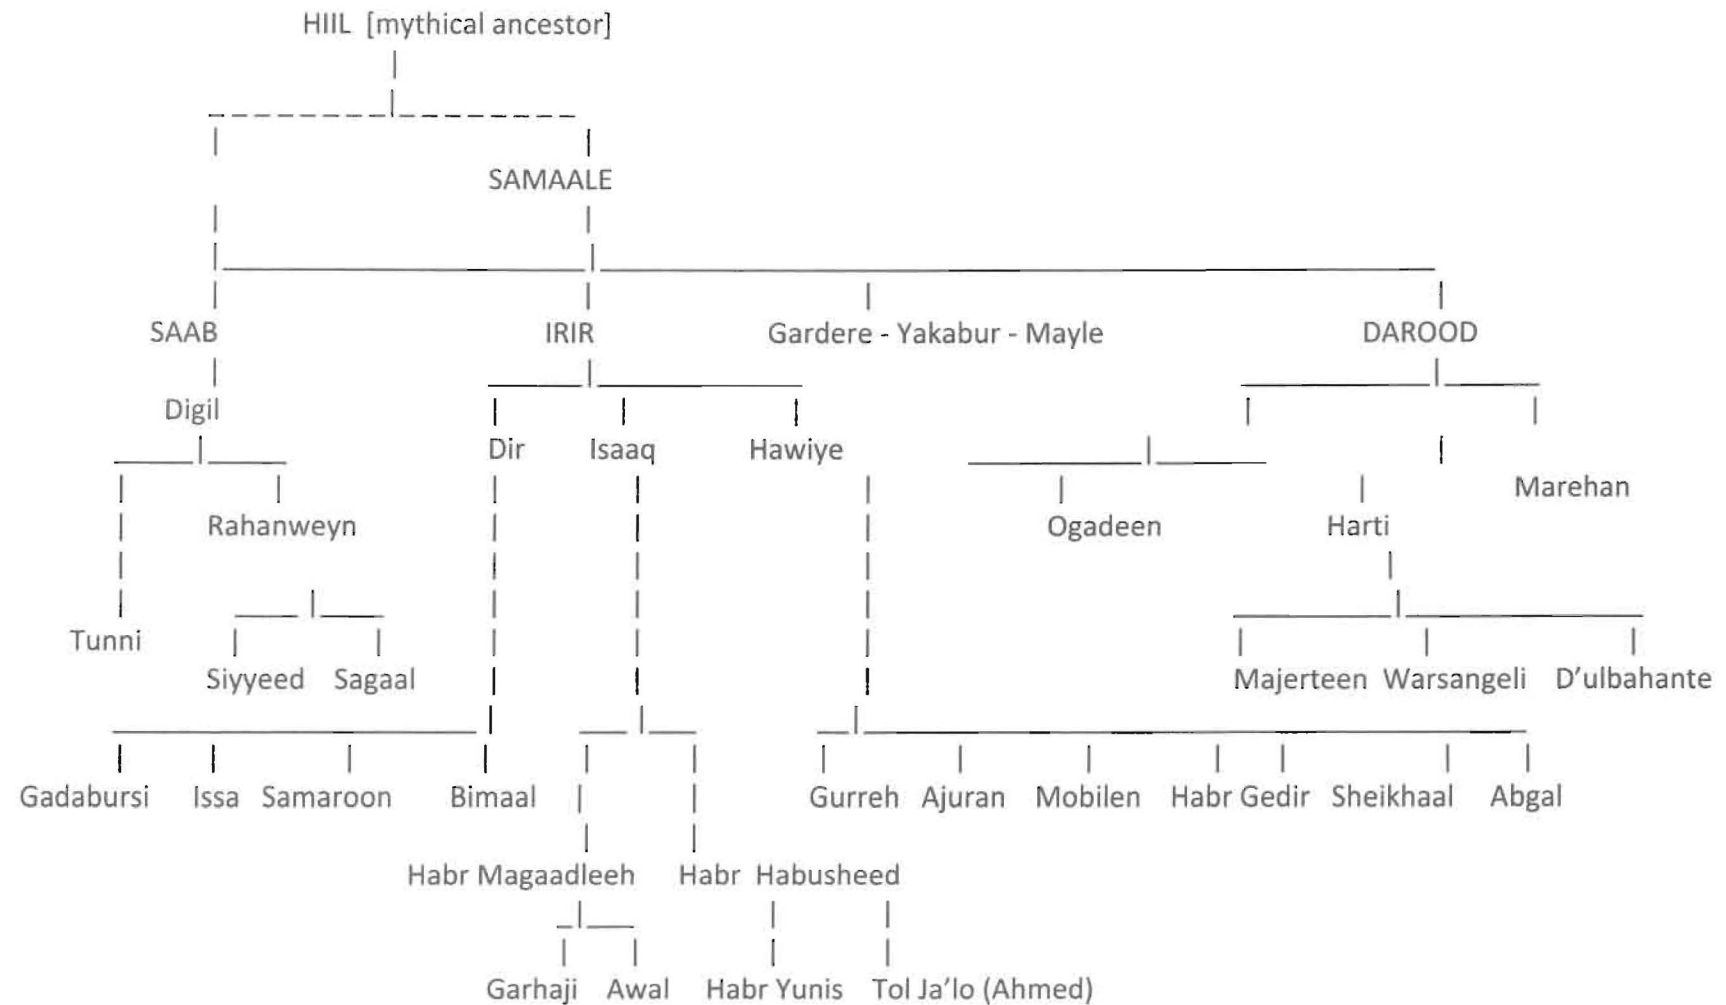 HIIL [mythical ancestor]
SAMAALE
SAAB IRIR Gardere - Yakabur - Mayle DAROOD
Digil
Dir Isaaq Hawiye
Marehan
Rahanweyn Ogadeen Harti
Tunni
Siyyeed Sagaal Majerteen Warsangeli D'ulbahante
Gadabursi Issa Samaroon Bimaal Gurreh Ajuran Mobilen Habr Gedir Sheikhaal Abgal
Habr Magaadleeh Habr Habusheed
Garhaji Awal Habr Yunis Tol Ja'lo (Ahmed)